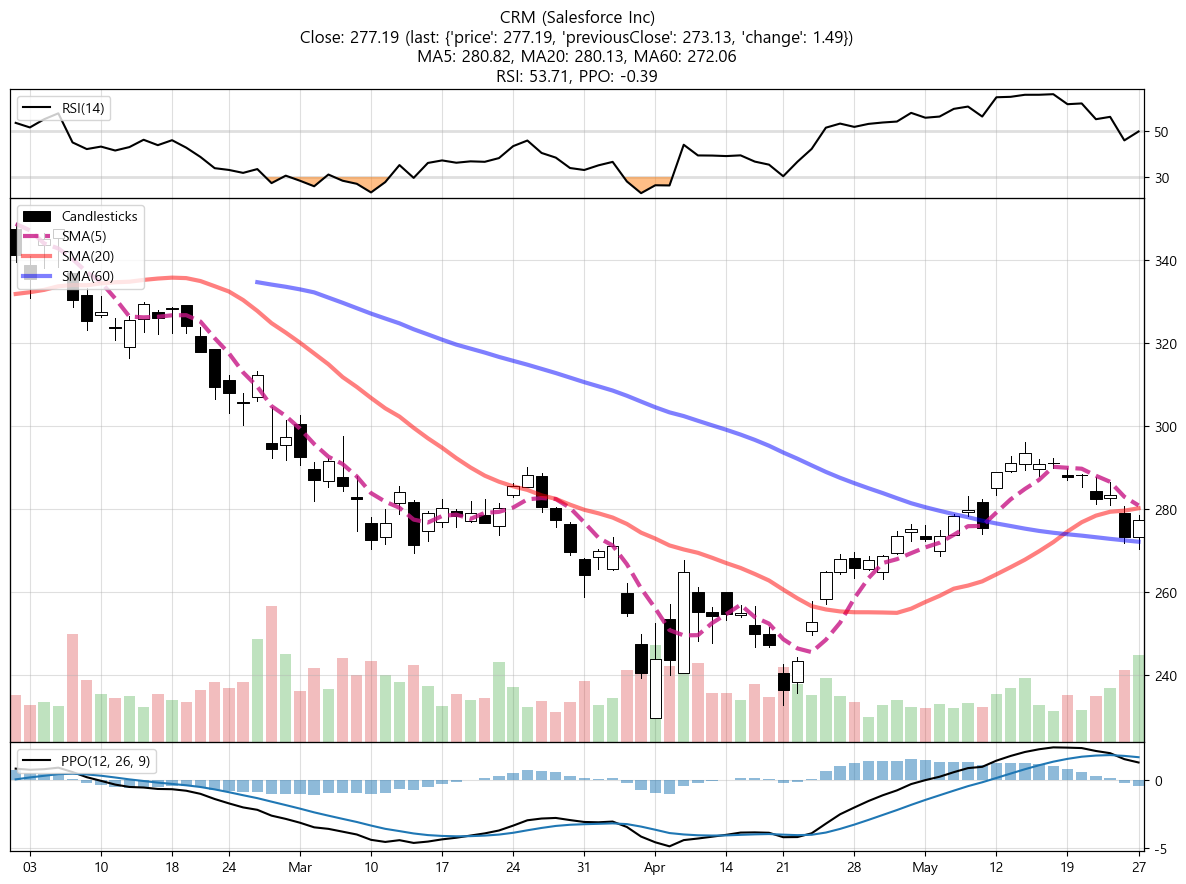 CRM (Salesforce Inc)
Close: 277.19 (last: {'price': 277.19, 'previousClose': 273.13, 'change': 1.49})
MA5: 280.82, MA20: 280.13, MA60: 272.06
RSI: 53.71, PPO: -0.39
RSI(14)
50
30
Candlesticks
SMA(5)
SMA(20)
SMA(60)
340
320
300
280
260
240
PPO(12, 26, 9)
0
-5
03 10 18 24 Mar 10 17 24 31 Apr 14 21 28 May 12 19 27